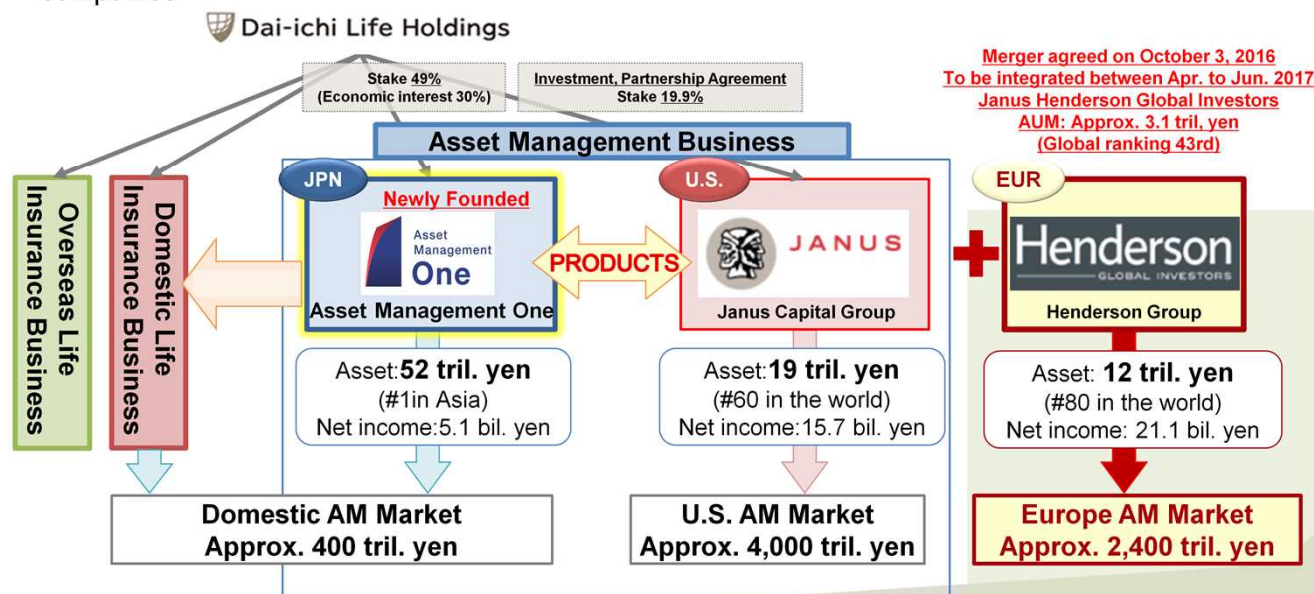 Dai-ichi Life Holdings
Stake 49%
(Economic interest 30%)
Investment, Partnership Agreement
Stake 19.9%
Merger agreed on October 3, 2016
To be integrated between Apr. to Jun. 2017
Janus Henderson Global Investors
AUM: Approx. 3.1 tril, yen
(Global ranking 43rd)
Asset Management Business
Overseas Life
Insurance Business
Domestic Life
Insurance Business
JPN
Newly Founded
Asset
Management
One
Asset Management One
PRODUCTS
U.S.
JANUS
Janus Capital Group
EUR
Henderson
GLOBAL INVESTORS
Henderson Group
Asset:52 tril. yen
(#1in Asia)
Net income:5.1 bil. yen
Asset:19 tril. yen
(#60 in the world)
Net income:15.7 bil. yen
Asset: 12 tril. yen
(#80 in the world)
Net income: 21.1 bil. yen
Domestic AM Market
Approx. 400 tril. yen
U.S. AM Market
Approx. 4,000 tril. yen
Europe AM Market
Approx. 2,400 tril. yen